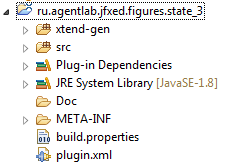 ru.agentlab.jfxed.figures.state_3
xtend-gen
src
Plug-in Dependencies
JRE System Library [JavaSE-1.8]
Doc
META-INF
build.properties
plugin.xml